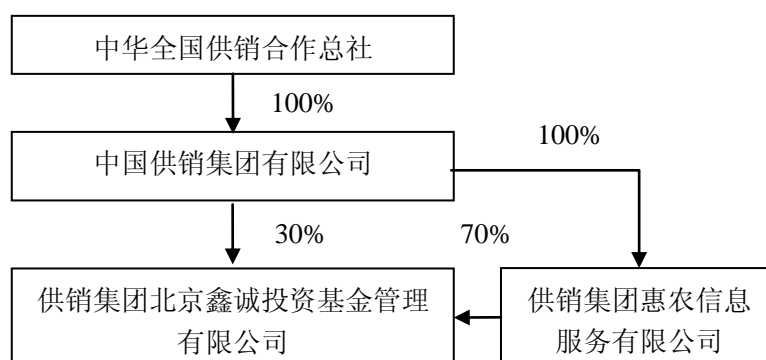 中华全国供销合作总社
100%
中国供销集团有限公司
100%
30%
70%
供销集团北京鑫诚投资基金管理
有限公司
供销集团惠农信息
服务有限公司